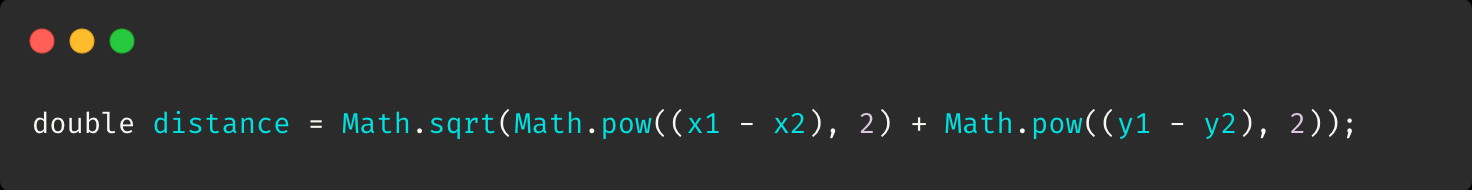 double distance = Math.sqrt(Math.pow((x1 - x2), 2) + Math.pow((y1 - y2), 2));